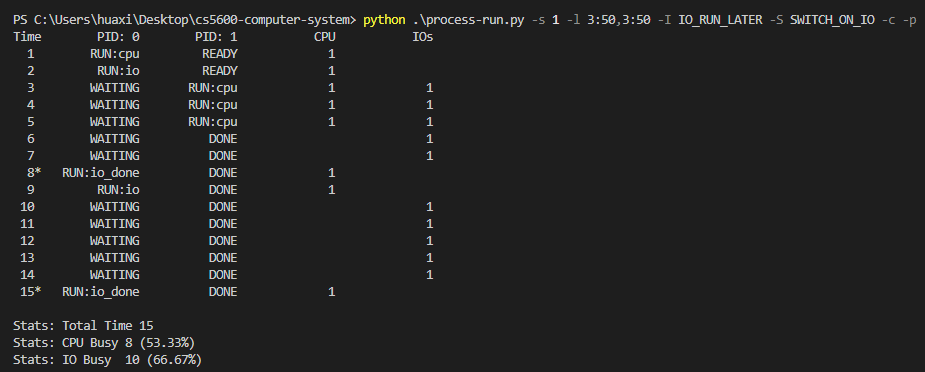 PS C:\Users\huaxi\Desktop\cs5600-computer-system> python .\process-run.py -s 1 -l 3:50,3:50 -I IO_RUN_LATER -S SWITCH_ON_IO -c -p
Time        PID: 0        PID: 1           CPU           IOs
  1        RUN:cpu         READY             1
  2         RUN:io         READY             1
  3        WAITING       RUN:cpu             1             1
  4        WAITING       RUN:cpu             1             1
  5        WAITING       RUN:cpu             1             1
  6        WAITING          DONE                           1
  7        WAITING          DONE                           1
  8*   RUN:io_done          DONE             1
  9         RUN:io          DONE             1
 10        WAITING          DONE                           1
 11        WAITING          DONE                           1
 12        WAITING          DONE                           1
 13        WAITING          DONE                           1
 14        WAITING          DONE                           1
 15*   RUN:io_done          DONE             1

Stats: Total Time 15
Stats: CPU Busy 8 (53.33%)
Stats: IO Busy  10 (66.67%)